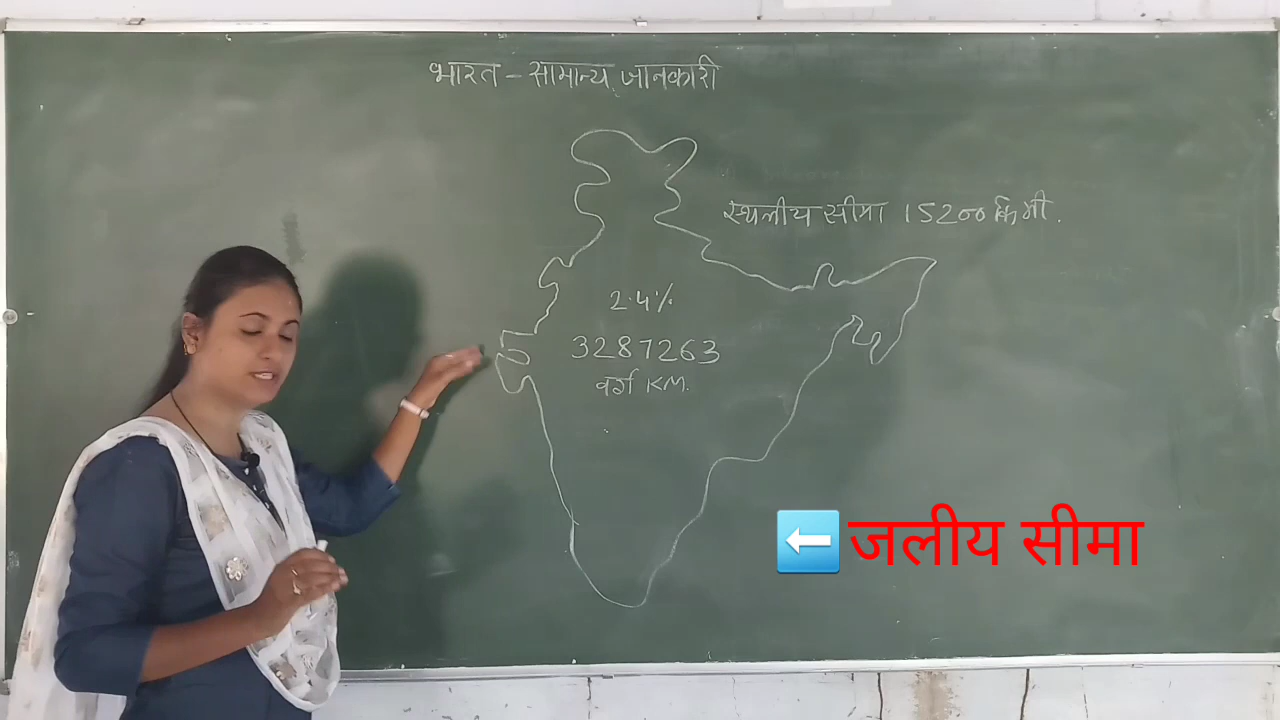 भारत - सामान्य जानकारी
स्थलीय सीमा 15200 कि मी.
2.4%
3287263
वर्ग KM.
⬅ जलीय सीमा